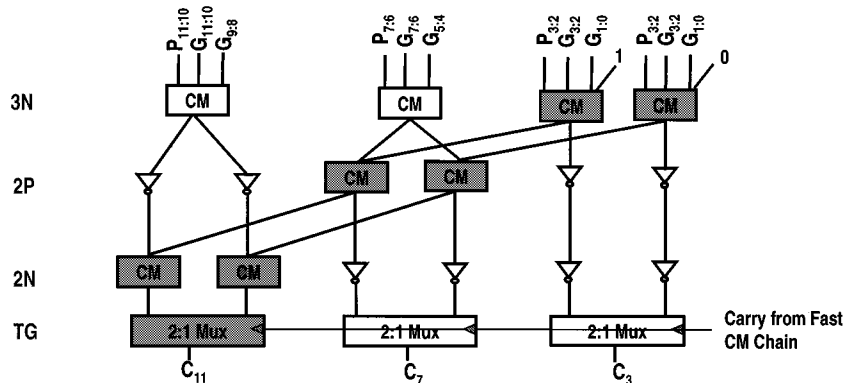 P11:10 G11:10 G9:8
P7:6 G7:6 G5:4
P3:2 G3:2 G1:0
1
P3:2 G3:2 G1:0
0
3N
CM
CM
CM
CM
2P
CM
CM
2N
CM
CM
TG
2:1 Mux
2:1 Mux
2:1 Mux
Carry from Fast
CM Chain
C11
C7
C3